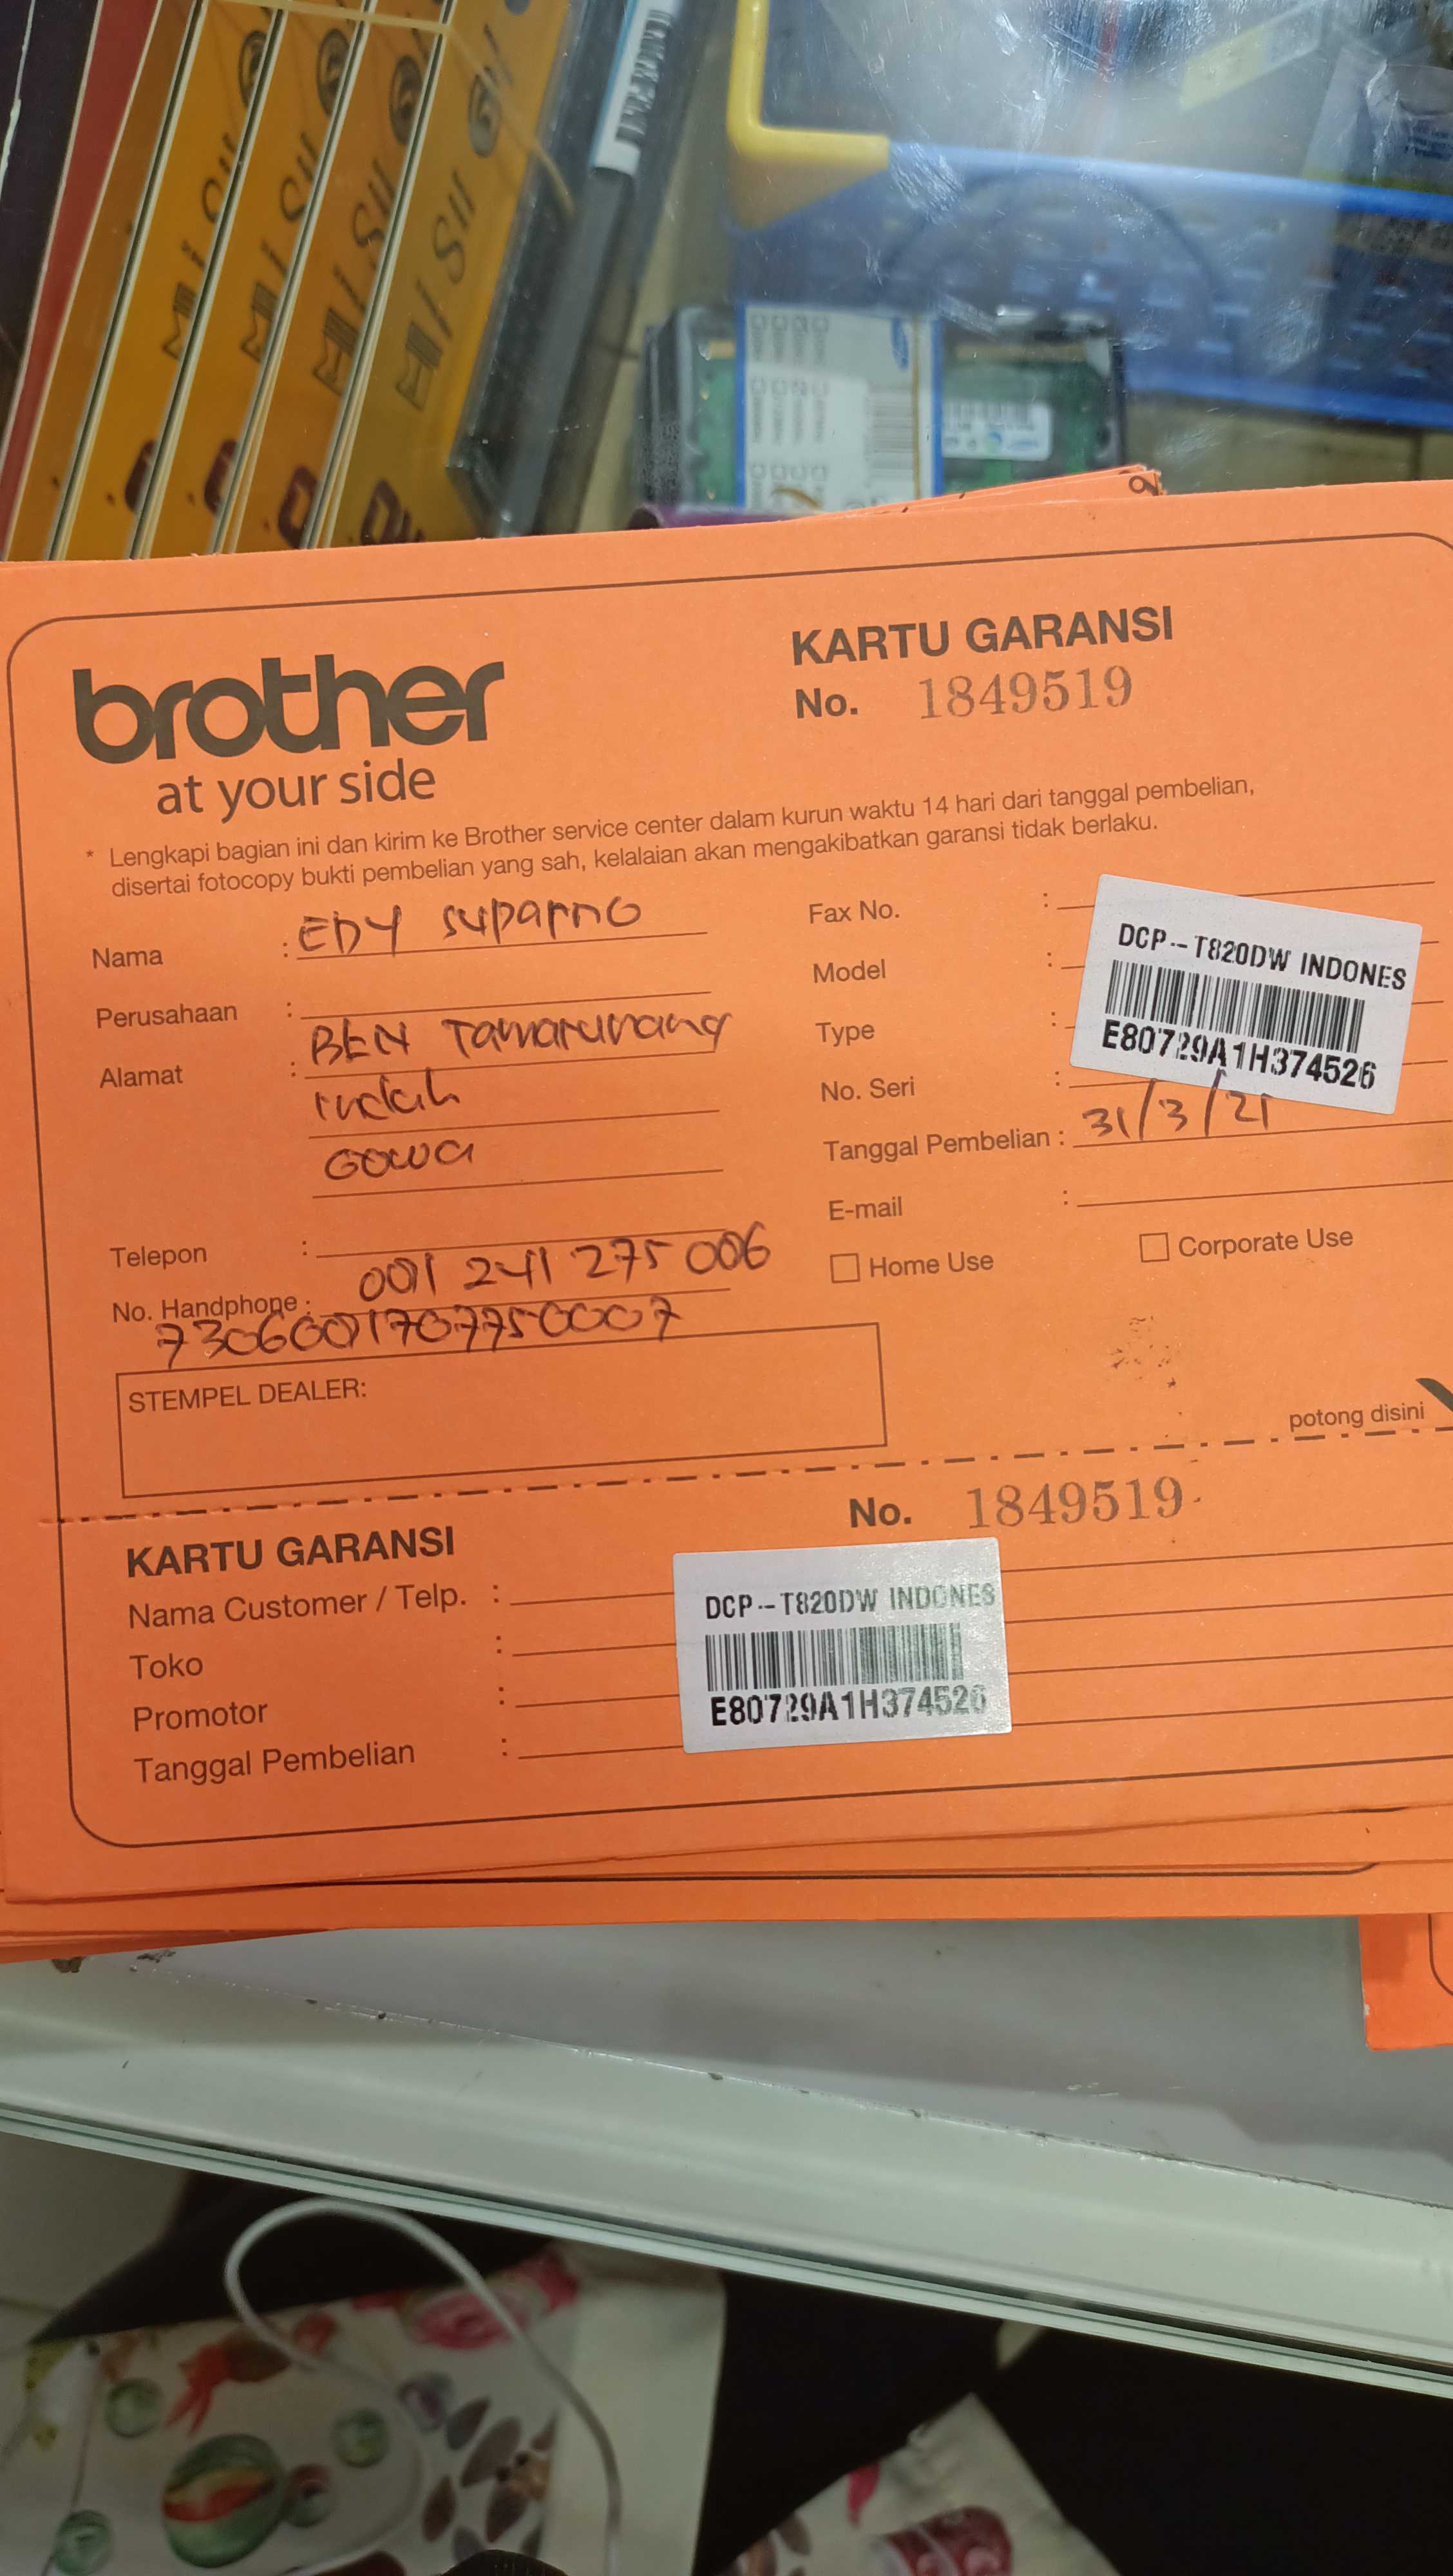 brother
at your side
KARTU GARANSI
No. 1849519
* Lengkapi bagian ini dan kirim ke Brother service center dalam kurun waktu 14 hari dari tanggal pembelian,
disertai fotocopy bukti pembelian yang sah, kelalaian akan mengakibatkan garansi tidak berlaku.
Nama : EDY Suparno
Perusahaan :
Alamat : BEN Tamarunang
indah
Gowa
Telepon :
No. Handphone : 0011 241 275 006
7306001707750007
STEMPEL DEALER:
Fax No. :
Model :
Type :
No. Seri :
DCP-T820DW INDONES
E80729A1H374526
Tanggal Pembelian : 31/3/21
E-mail :
Home Use
Corporate Use
potong disini
KARTU GARANSI
No. 1849519
Nama Customer / Telp. :
Toko :
Promotor :
Tanggal Pembelian :
DCP-T820DW INDONES
E80729A1H374526